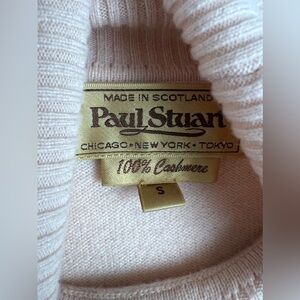 MADE IN SCOTLAND
Paul Stuart
CHICAGO • NEW YORK • TOKYO
100% Cashmere
S